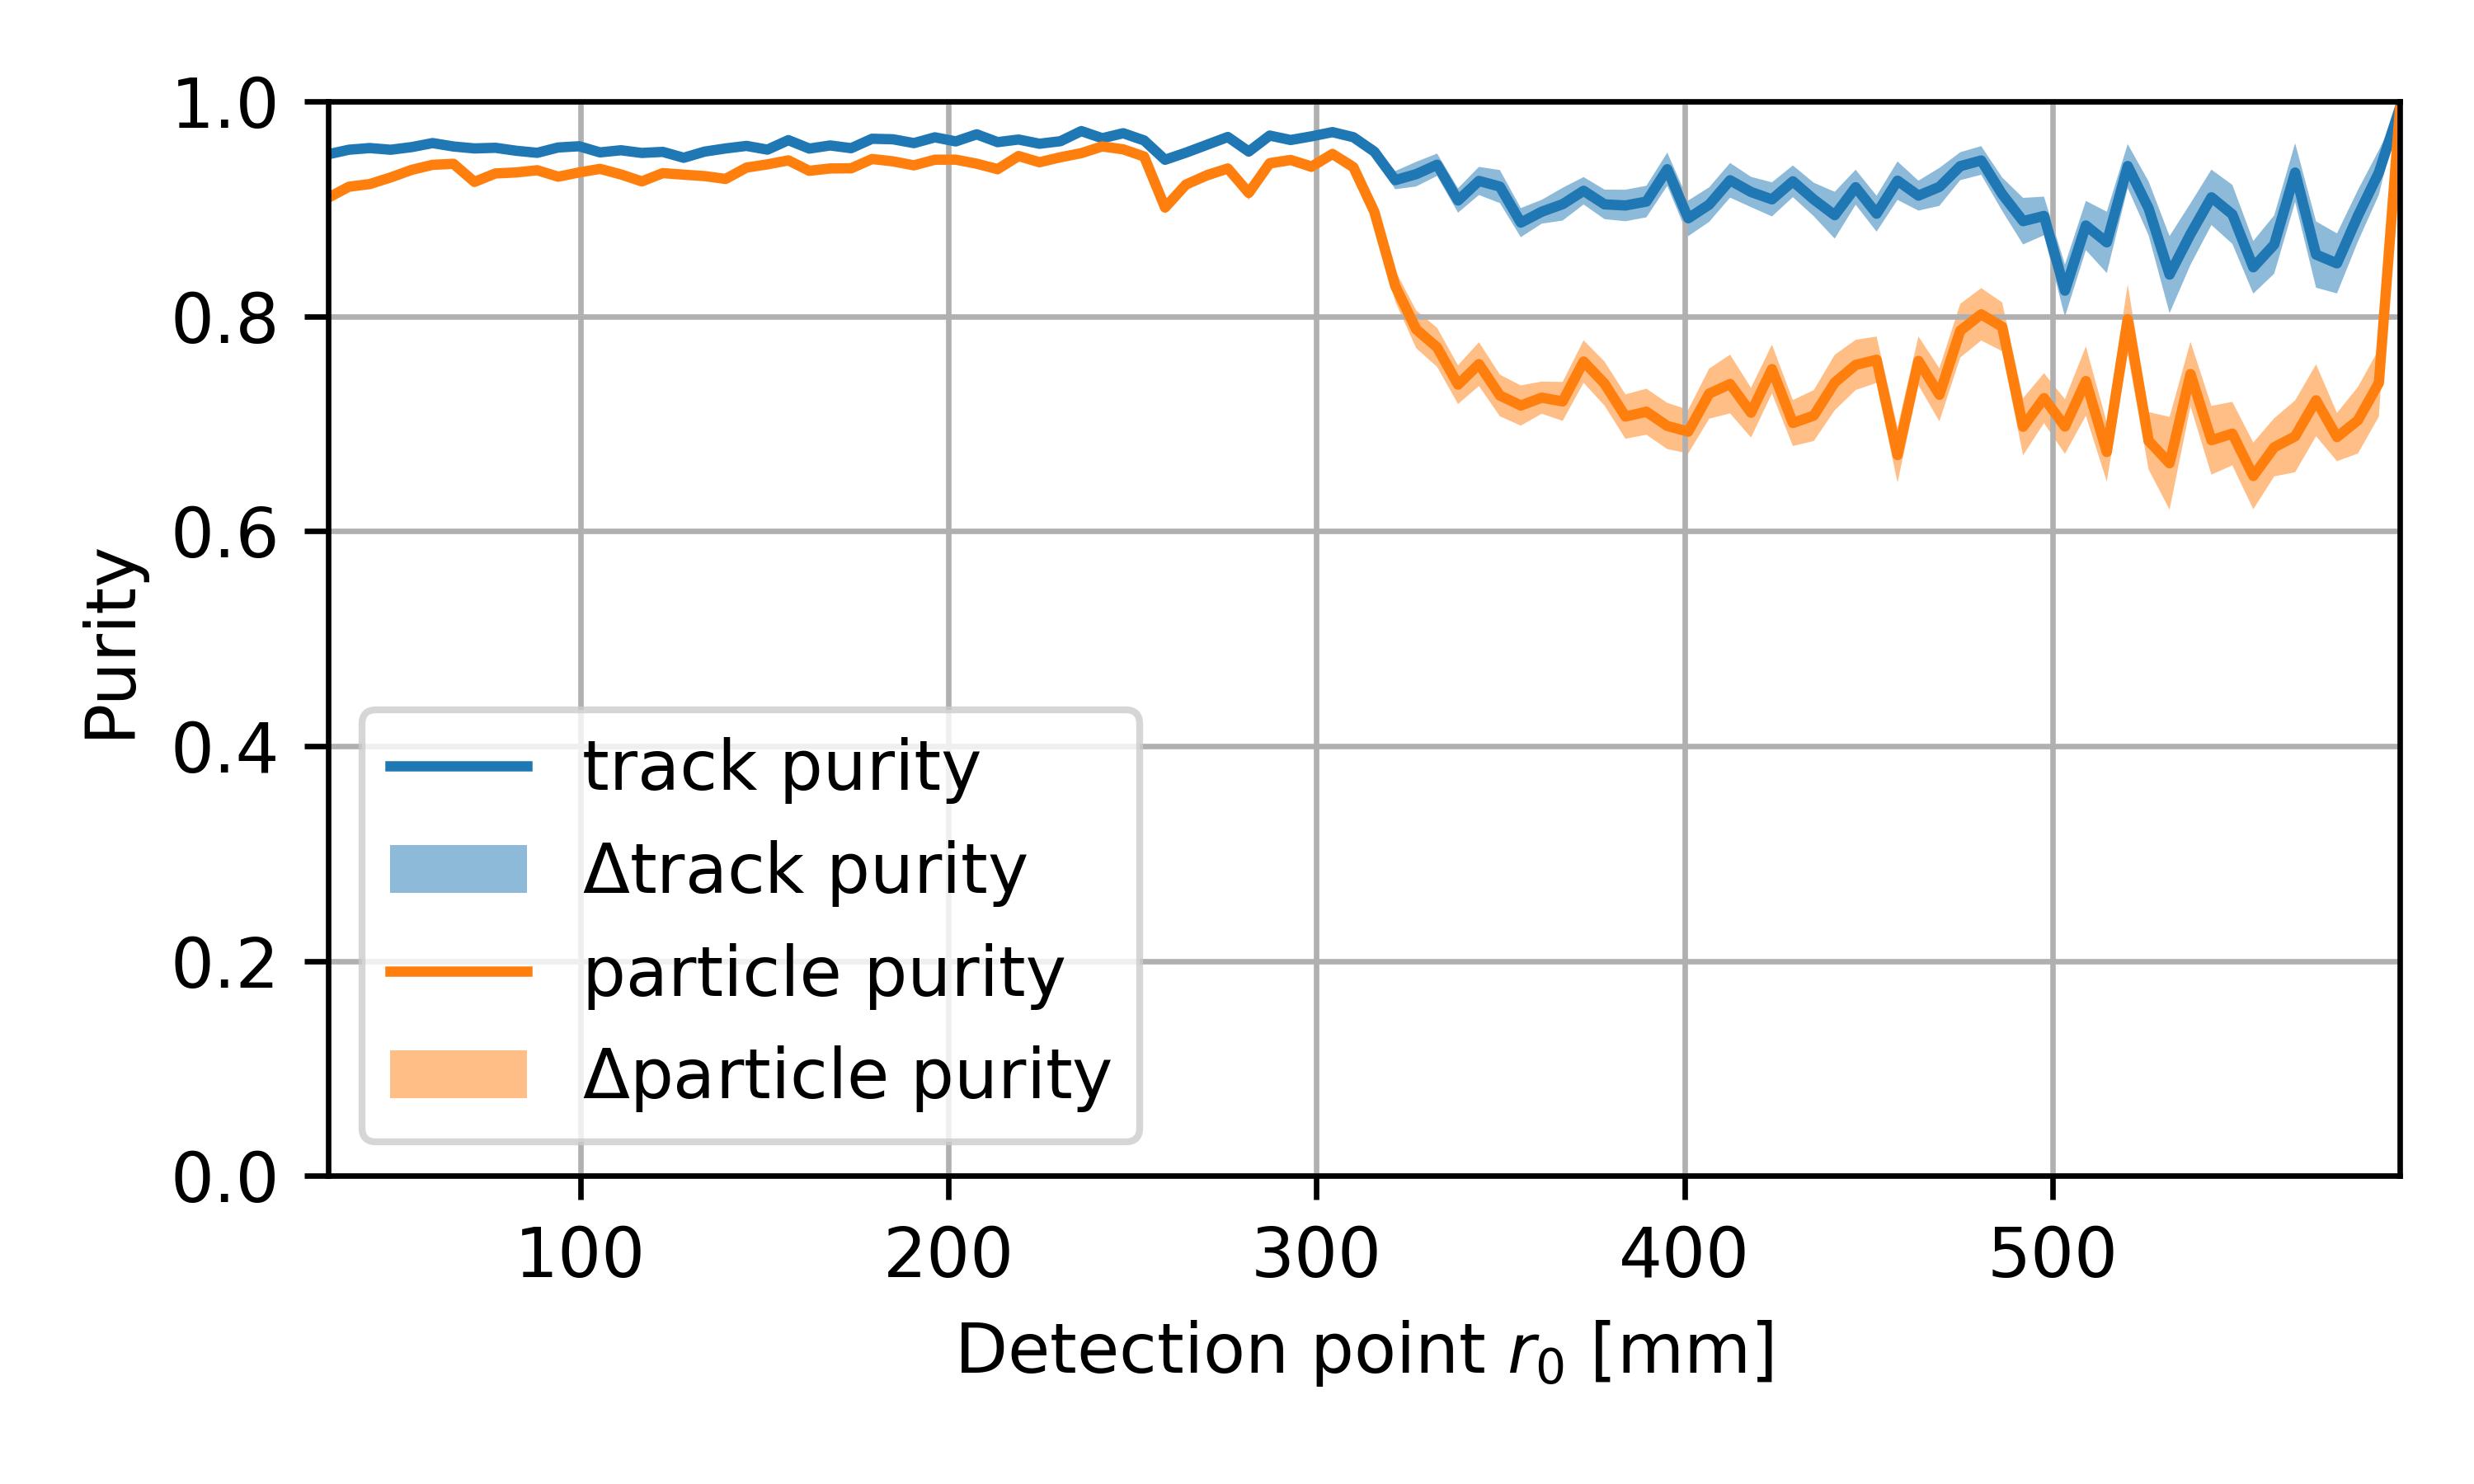 1.0
0.8
0.6
0.4
0.2
0.0
Purity
track purity
Δtrack purity
particle purity
Δparticle purity
100 200 300 400 500
Detection point r₀ [mm]